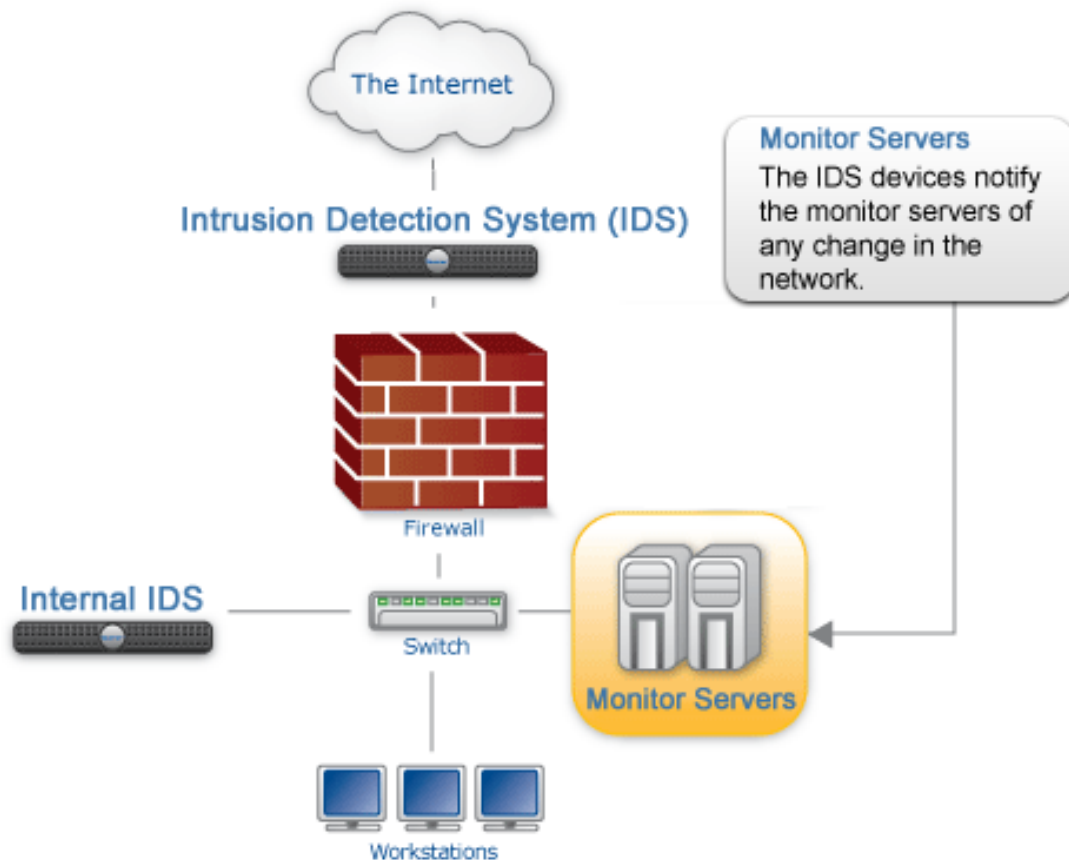 The Internet
Intrusion Detection System (IDS)
Monitor Servers
The IDS devices notify
the monitor servers of
any change in the
network.
Firewall
Internal IDS
Switch
Monitor Servers
Workstations